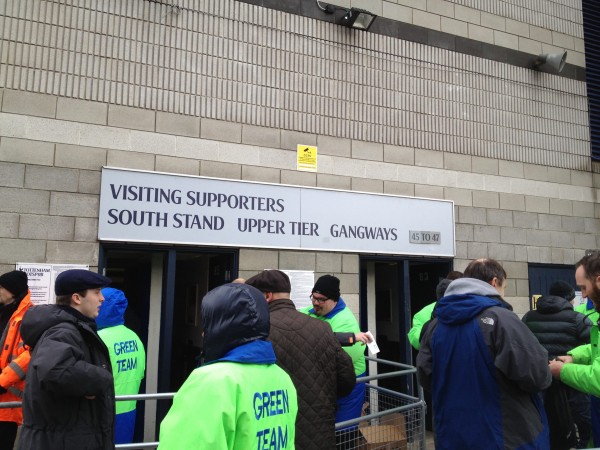 VISITING SUPPORTERS
SOUTH STAND UPPER TIER GANGWAYS 45 TO 47
GREEN
TEAM
GREEN
TEAM